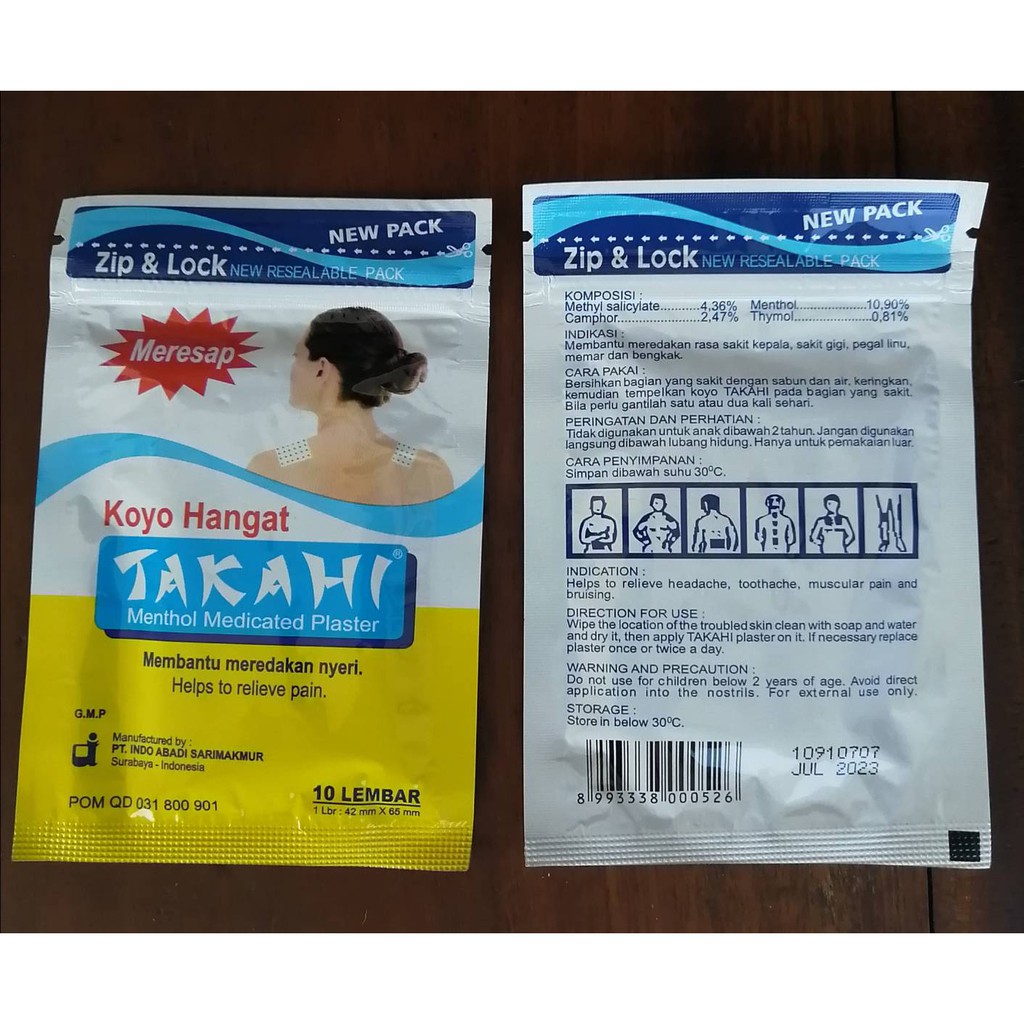 NEW PACK
Zip & Lock NEW RESEALABLE PACK
Meresap
Koyo Hangat
TAKAHI®
Menthol Medicated Plaster
Membantu meredakan nyeri.
Helps to relieve pain.
G.M.P
Manufactured by :
PT. INDO ABADI SARIMAKMUR
Surabaya - Indonesia
POM QD 031 800 901
10 LEMBAR
1 Lbr : 42 mm X 65 mm
NEW PACK
Zip & Lock NEW RESEALABLE PACK
KOMPOSISI :
Methyl salicylate...........4,36% Menthol....................10,90%
Camphor.......................2,47% Thymol.......................0,81%
INDIKASI :
Membantu meredakan rasa sakit kepala, sakit gigi, pegal linu,
memar dan bengkak.
CARA PAKAI :
Bersihkan bagian yang sakit dengan sabun dan air, keringkan,
kemudian tempelkan koyo TAKAHI pada bagian yang sakit.
Bila perlu gantilah satu atau dua kali sehari.
PERINGATAN DAN PERHATIAN :
Tidak digunakan untuk anak dibawah 2 tahun. Jangan digunakan
langsung dibawah lubang hidung. Hanya untuk pemakaian luar.
CARA PENYIMPANAN :
Simpan dibawah suhu 30°C.
INDICATION :
Helps to relieve headache, toothache, muscular pain and
bruising.
DIRECTION FOR USE :
Wipe the location of the troubled skin clean with soap and water
and dry it, then apply TAKAHI plaster on it. If necessary replace
plaster once or twice a day.
WARNING AND PRECAUTION :
Do not use for children below 2 years of age. Avoid direct
application into the nostrils. For external use only.
STORAGE :
Store in below 30°C.
10910707
JUL 2023
8 993338 000526